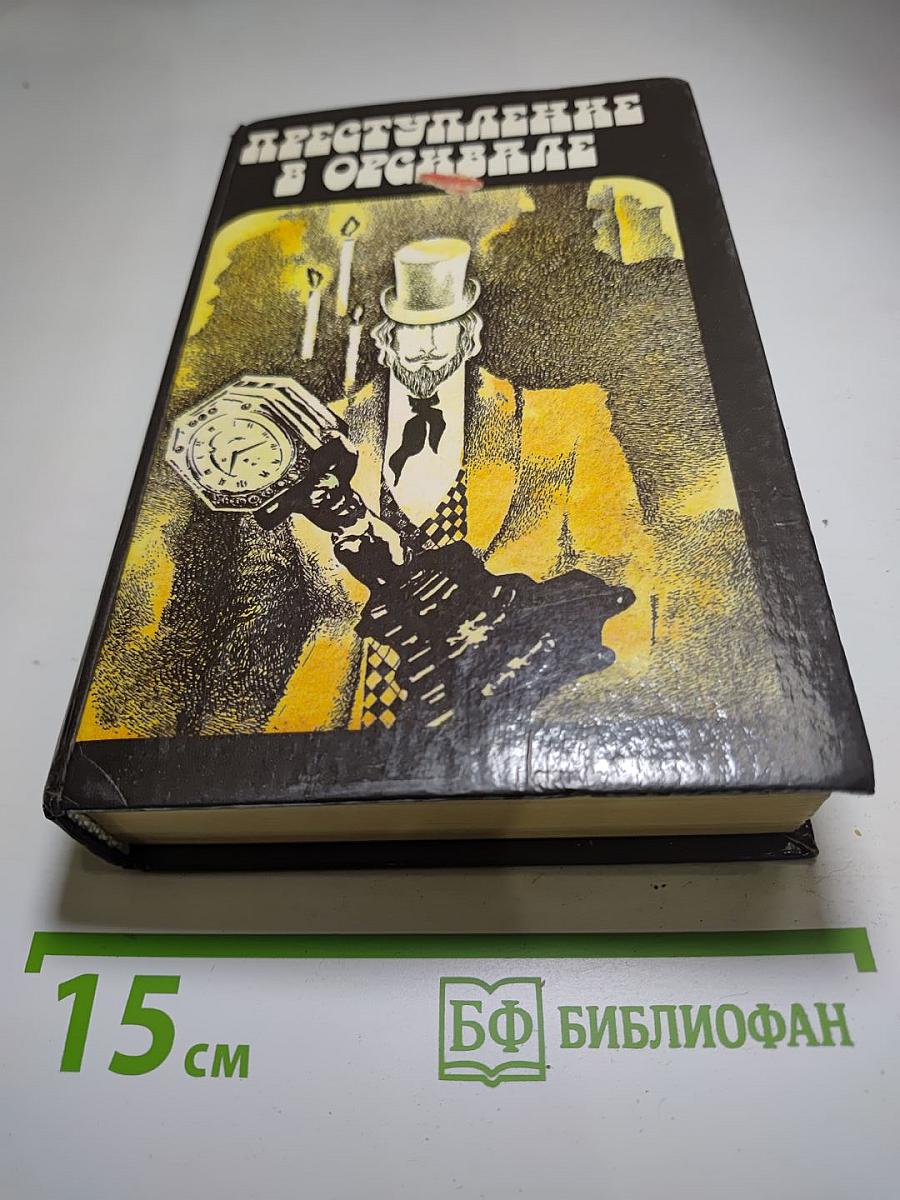 ПРЕСТУПЛЕНИЕ
В ОРСИВАЛЕ
15 см
БФ БИБЛИОФАН